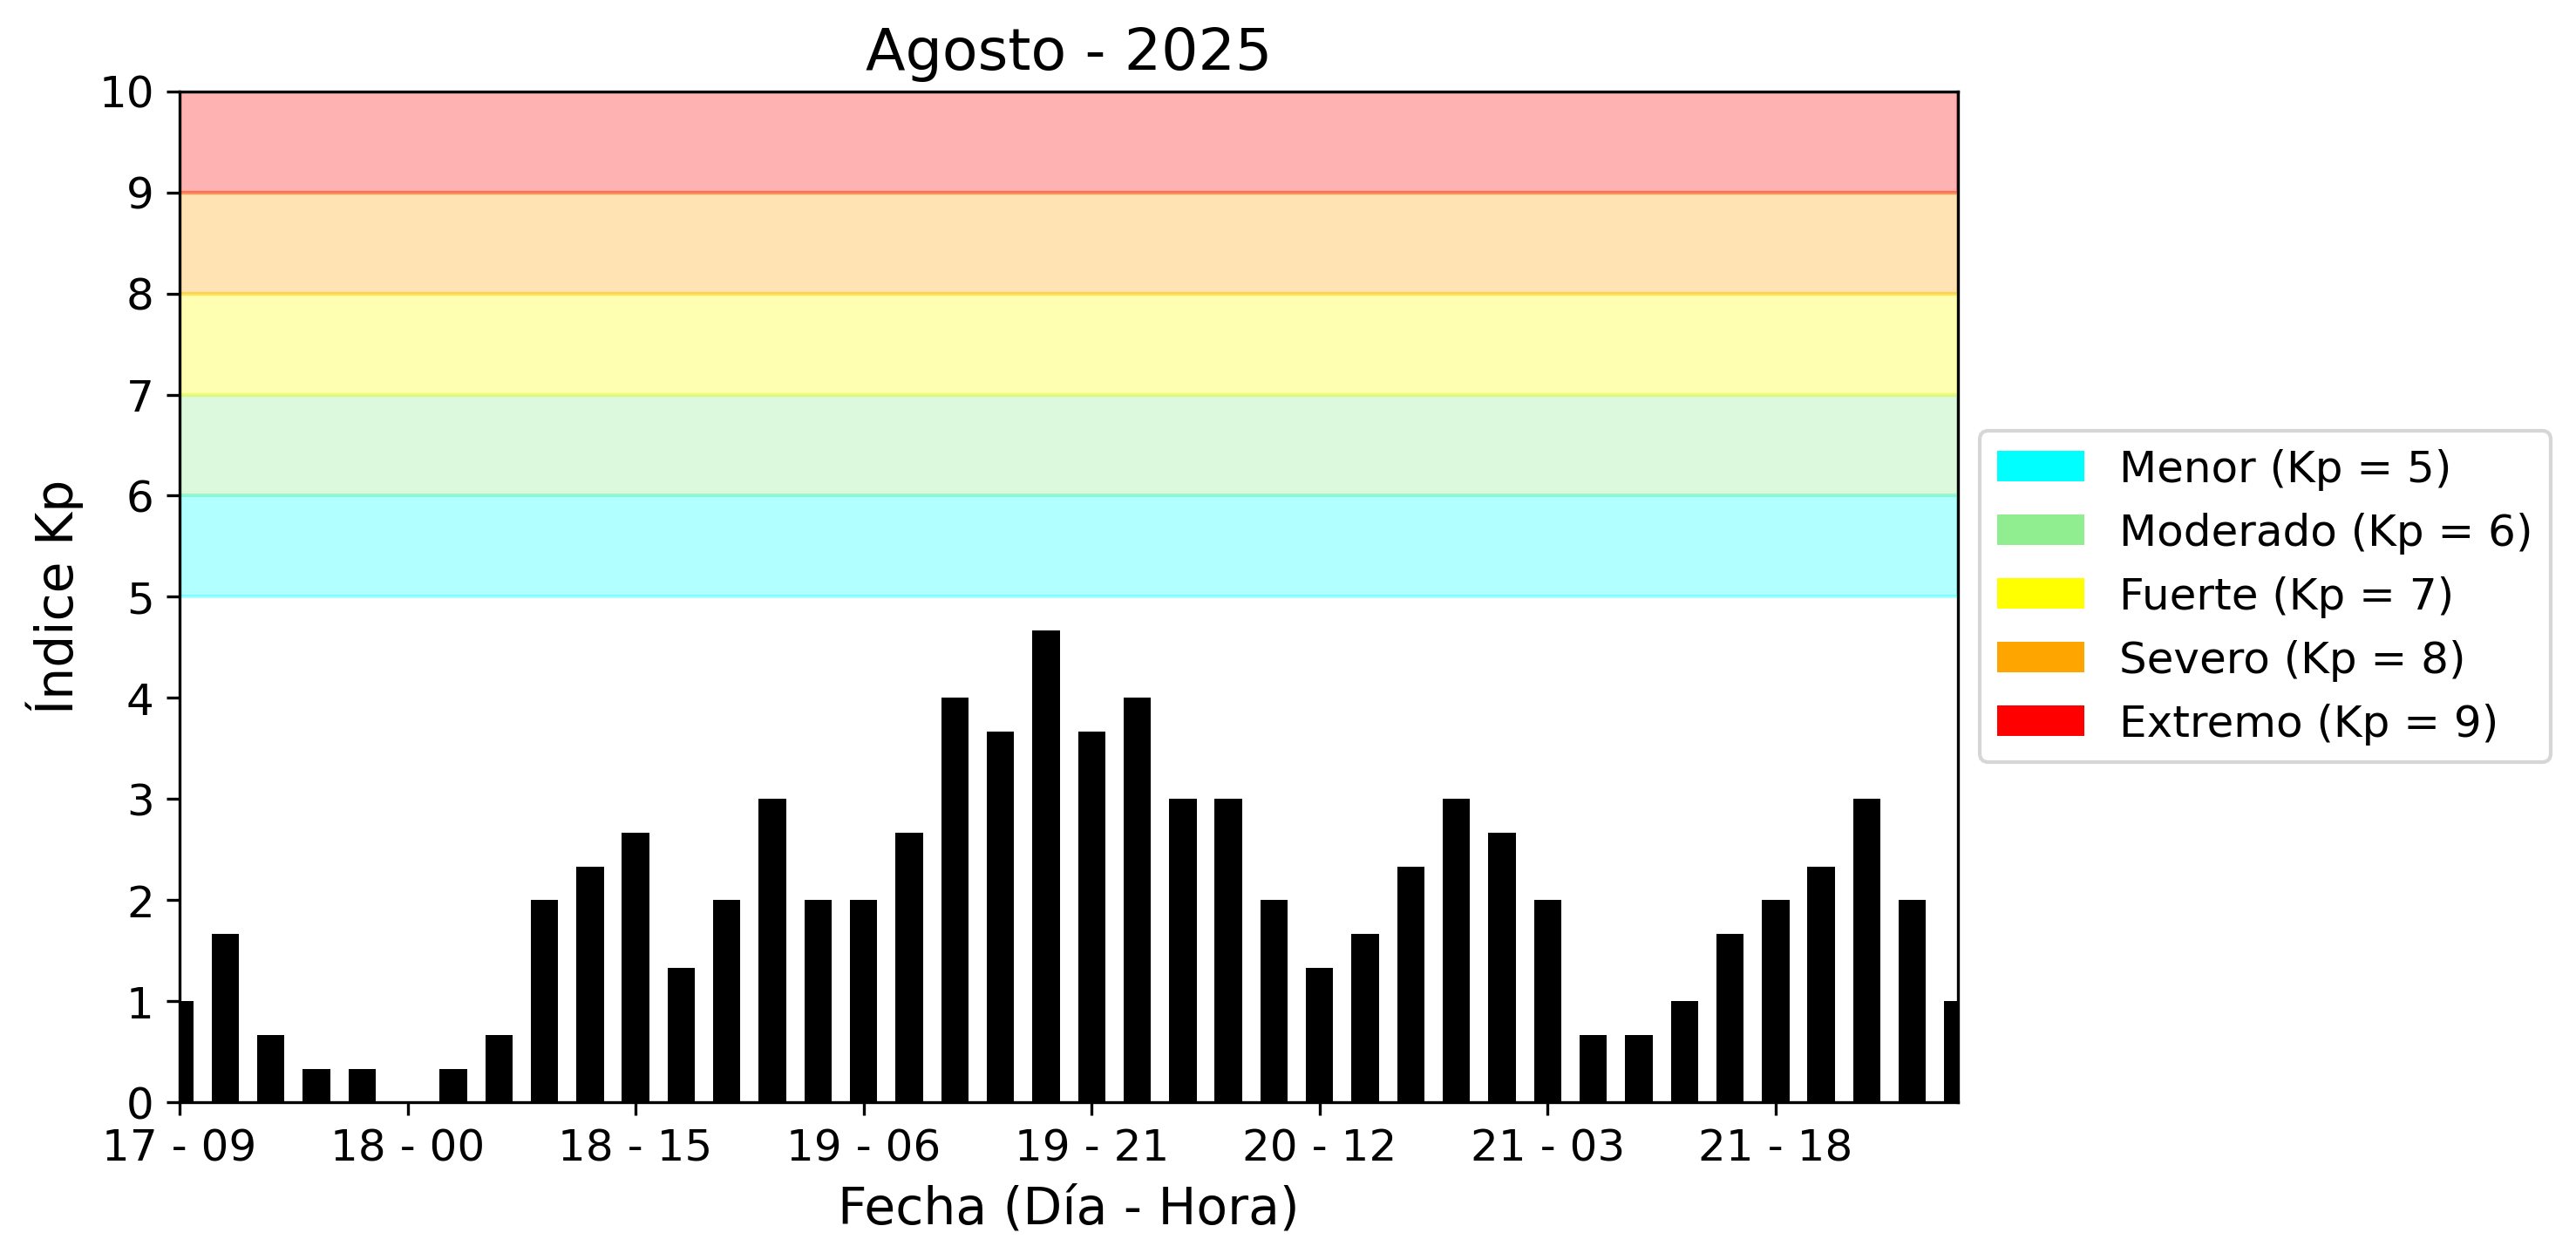 Agosto - 2025
10
9
8
7
6
5
4
3
2
1
0
Índice Kp
17 - 09
18 - 00
18 - 15
19 - 06
19 - 21
20 - 12
21 - 03
21 - 18
Fecha (Día - Hora)
Menor (Kp = 5)
Moderado (Kp = 6)
Fuerte (Kp = 7)
Severo (Kp = 8)
Extremo (Kp = 9)